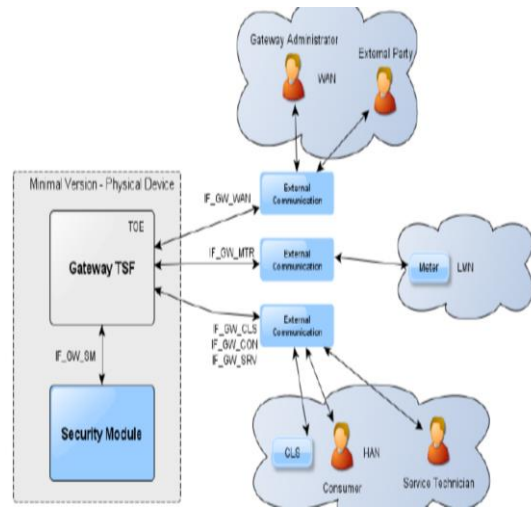 Gateway Administrator
External Party
WAN
Minimal Version - Physical Device
TOE
Gateway TSF
IF_GW_WAN
External
Communication
IF_GW_MTR
External
Communication
Meter
LMN
IF_GW_CLS
IF_GW_CON
IF_GW_SRV
External
Communication
IF_GW_SM
Security Module
CLS
HAN
Consumer
Service Technician